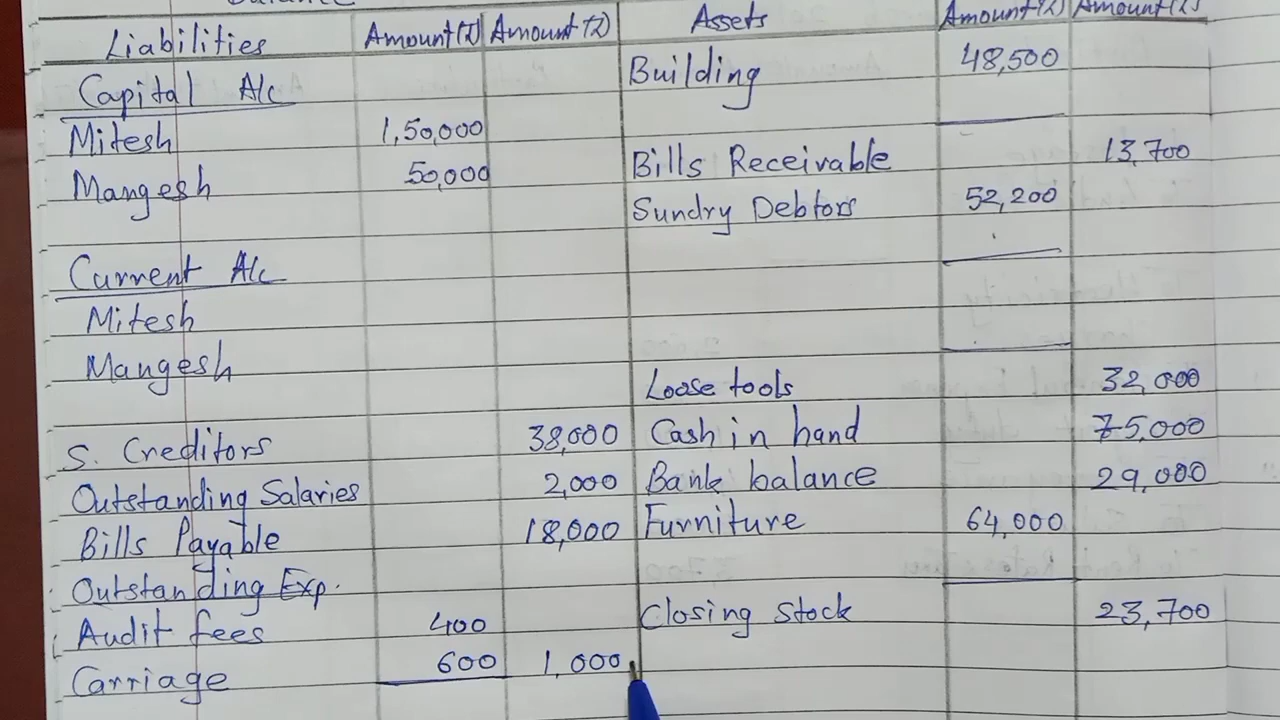 Liabilities Amount(₹) Amount(₹) Assets Amount(₹) Amount(₹)
Capital A/c Building 48,500
Mitesh 1,50,000
Mangesh 50,000 Bills Receivable 13,700
Sundry Debtors 52,200
Current A/c
Mitesh
Mangesh
Loose tools 32,000
S. Creditors 38,000 Cash in hand 75,000
Outstanding Salaries 2,000 Bank balance 29,000
Bills Payable 18,000 Furniture 64,000
Outstanding Exp.
Audit fees 400 Closing stock 23,700
Carriage 600 1,000